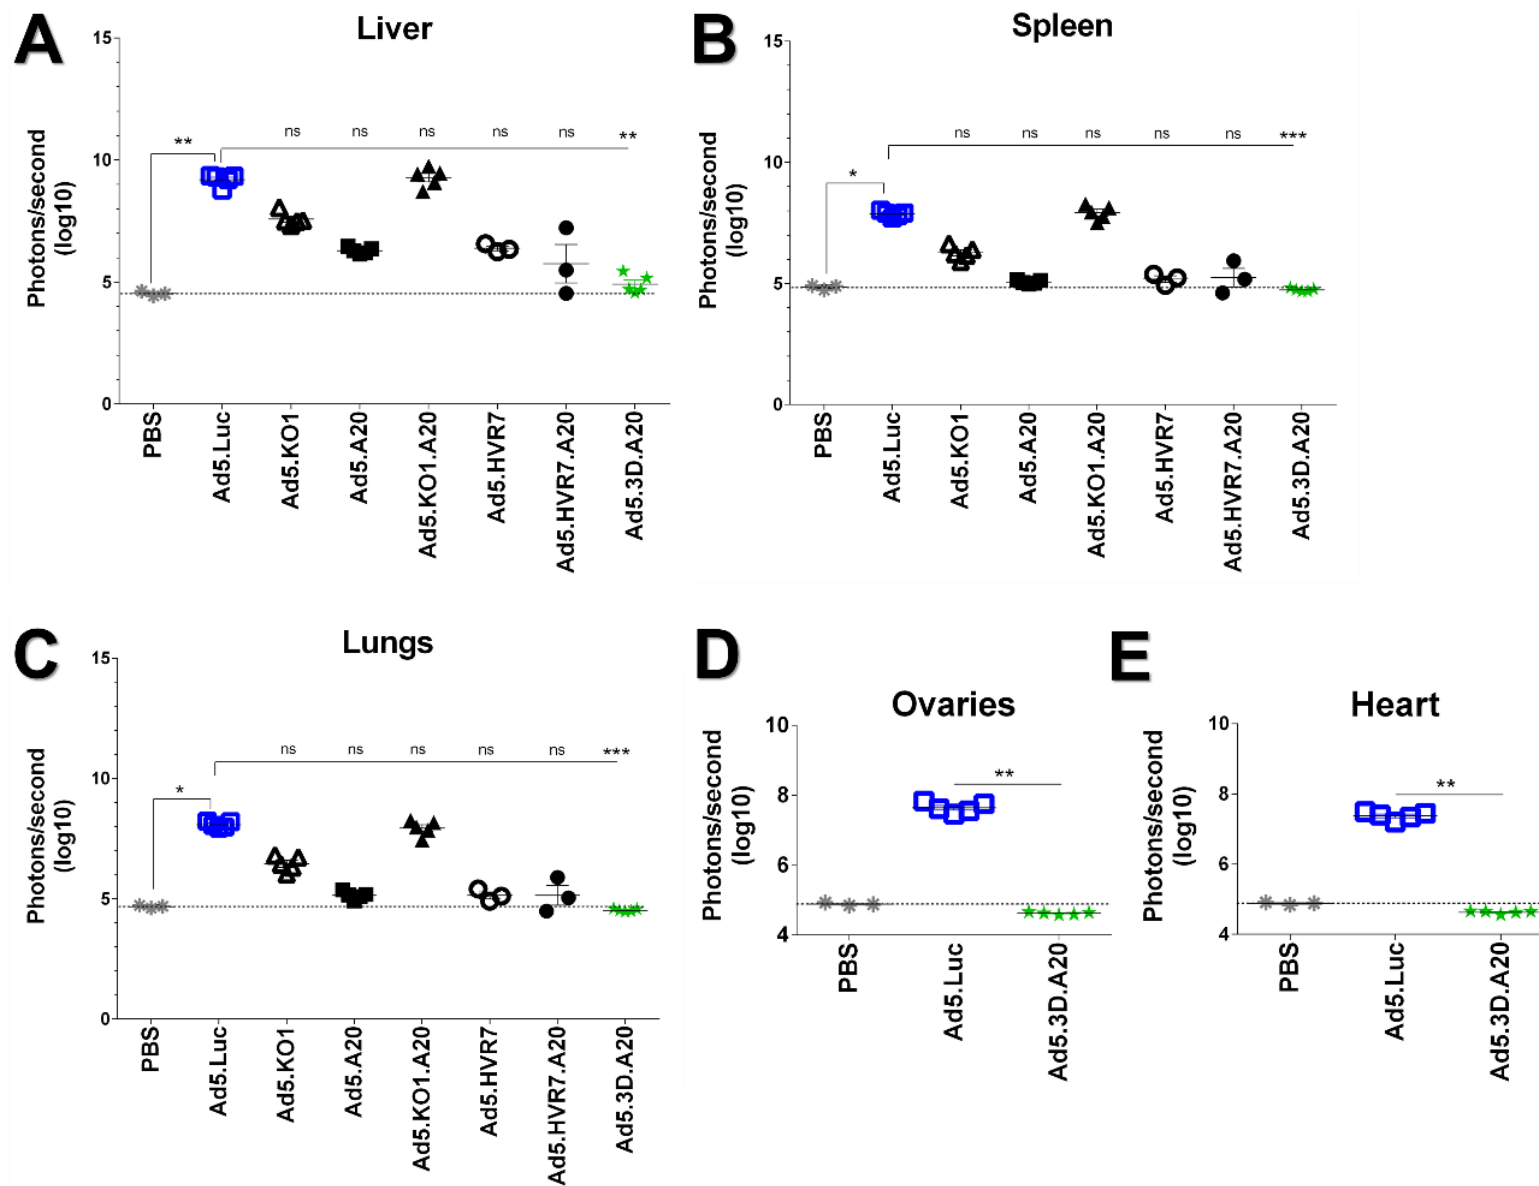 A
Liver
Photons/second
(log10)
15
10
5
0
**
ns
ns
ns
ns
ns
**
PBS
Ad5.Luc
Ad5.KO1
Ad5.A20
Ad5.KO1.A20
Ad5.HVR7
Ad5.HVR7.A20
Ad5.3D.A20
B
Spleen
Photons/second
(log10)
15
10
5
0
*
ns
ns
ns
ns
ns
***
PBS
Ad5.Luc
Ad5.KO1
Ad5.A20
Ad5.KO1.A20
Ad5.HVR7
Ad5.HVR7.A20
Ad5.3D.A20
C
Lungs
Photons/second
(log10)
15
10
5
0
*
ns
ns
ns
ns
ns
***
PBS
Ad5.Luc
Ad5.KO1
Ad5.A20
Ad5.KO1.A20
Ad5.HVR7
Ad5.HVR7.A20
Ad5.3D.A20
D
Ovaries
Photons/second
(log10)
10
8
6
4
**
PBS
Ad5.Luc
Ad5.3D.A20
E
Heart
Photons/second
(log10)
10
8
6
4
**
PBS
Ad5.Luc
Ad5.3D.A20